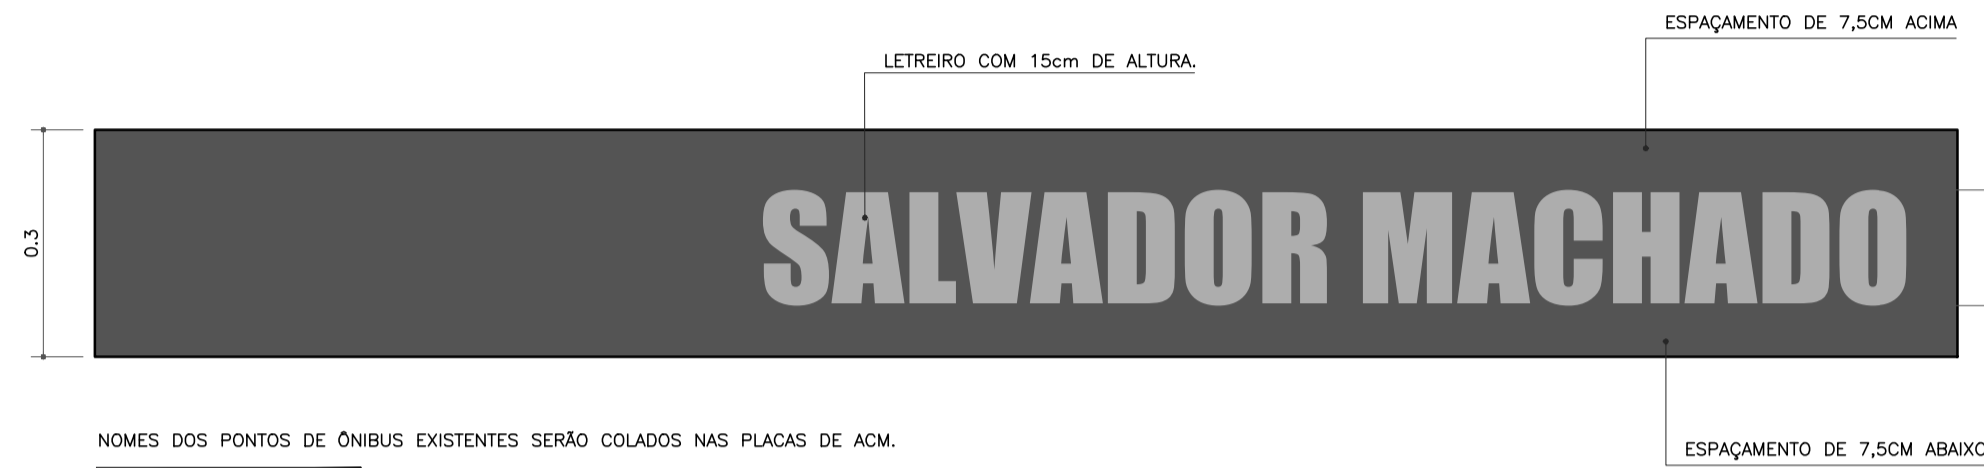 ESPAÇAMENTO DE 7,5CM ACIMA
LETREIRO COM 15cm DE ALTURA.
0.3
SALVADOR MACHADO
NOMES DOS PONTOS DE ÔNIBUS EXISTENTES SERÃO COLADOS NAS PLACAS DE ACM.
ESPAÇAMENTO DE 7,5CM ABAIXO